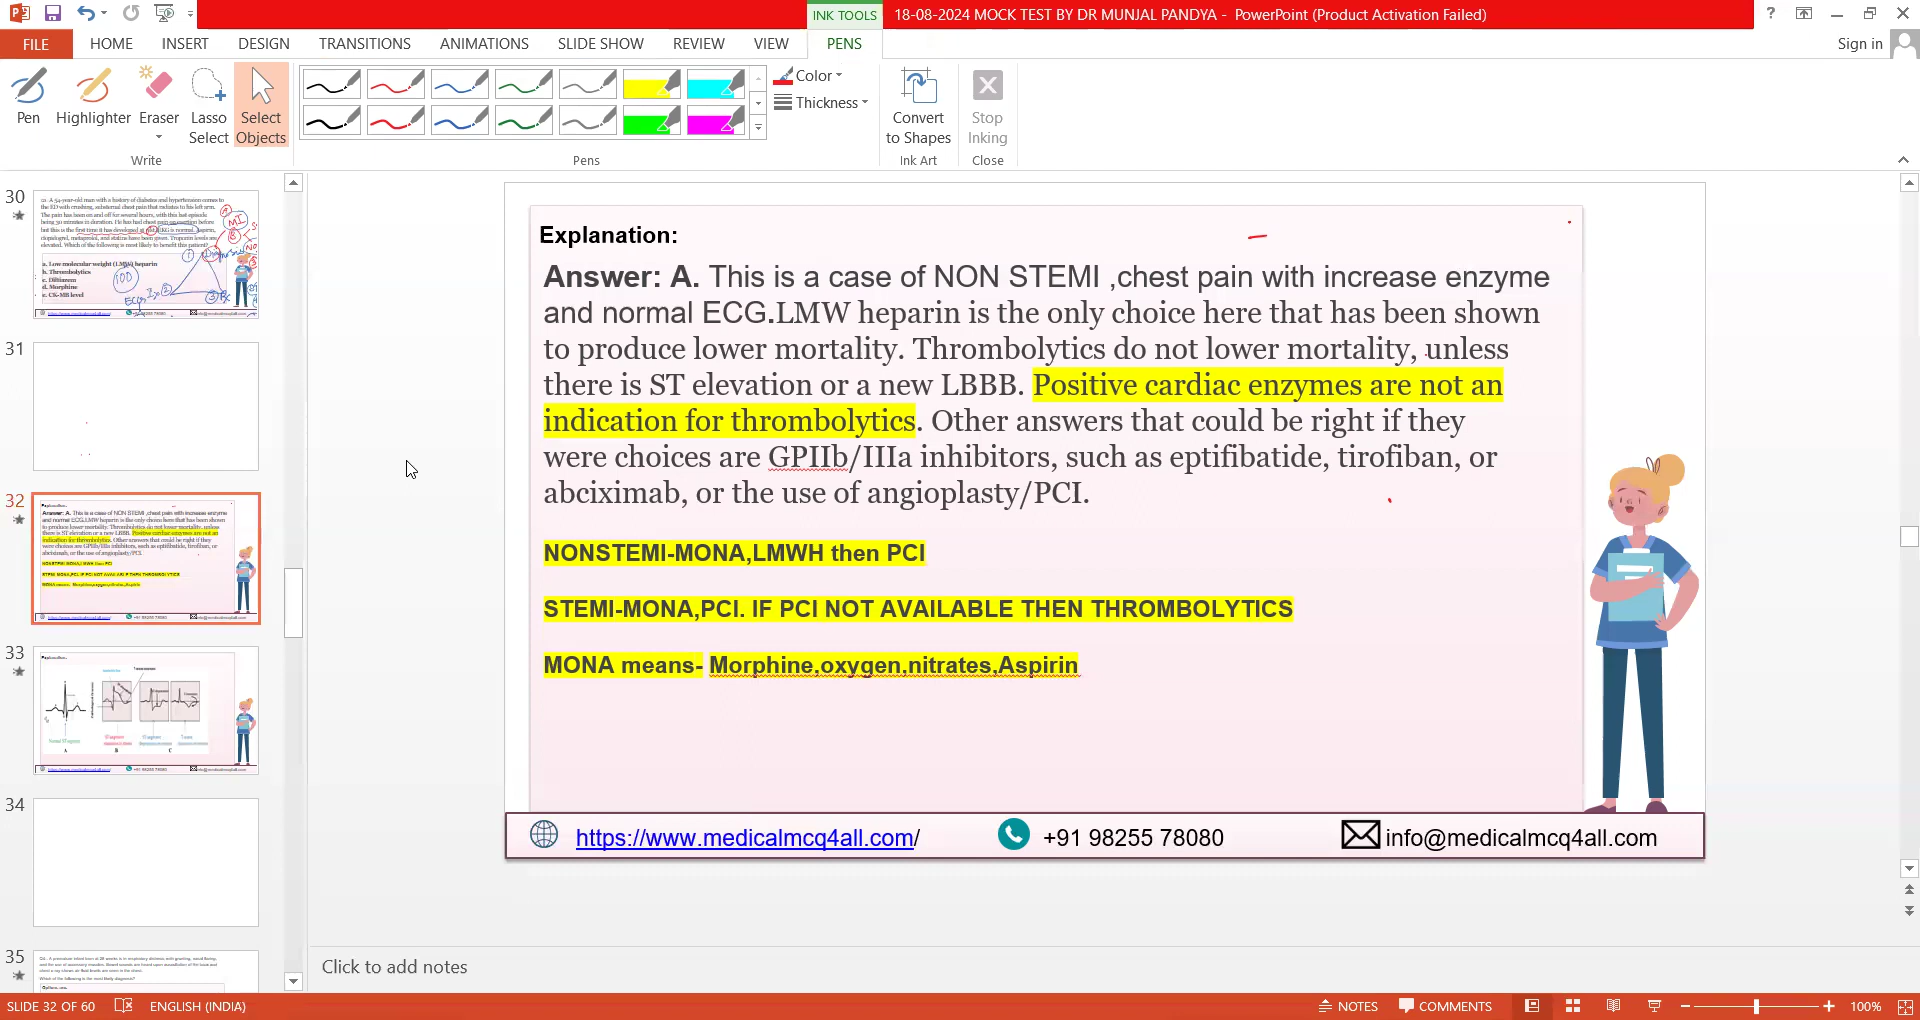 INK TOOLS
18-08-2024 MOCK TEST BY DR MUNJAL PANDYA - PowerPoint (Product Activation Failed)
FILE HOME INSERT DESIGN TRANSITIONS ANIMATIONS SLIDE SHOW REVIEW VIEW PENS
Sign in
Pen Highlighter Eraser Lasso Select Select Objects
Color
Thickness
Convert to Shapes
Stop Inking
Write
Pens
Ink Art
Close
30
31
32
33
34
35
Explanation:
Answer: A. This is a case of NON STEMI ,chest pain with increase enzyme
and normal ECG.LMW heparin is the only choice here that has been shown
to produce lower mortality. Thrombolytics do not lower mortality, unless
there is ST elevation or a new LBBB. Positive cardiac enzymes are not an
indication for thrombolytics. Other answers that could be right if they
were choices are GPIIb/IIIa inhibitors, such as eptifibatide, tirofiban, or
abciximab, or the use of angioplasty/PCI.
NONSTEMI-MONA,LMWH then PCI
STEMI-MONA,PCI. IF PCI NOT AVAILABLE THEN THROMBOLYTICS
MONA means- Morphine,oxygen,nitrates,Aspirin
https://www.medicalmcq4all.com/
+91 98255 78080
info@medicalmcq4all.com
Click to add notes
SLIDE 32 OF 60
ENGLISH (INDIA)
NOTES
COMMENTS
100%